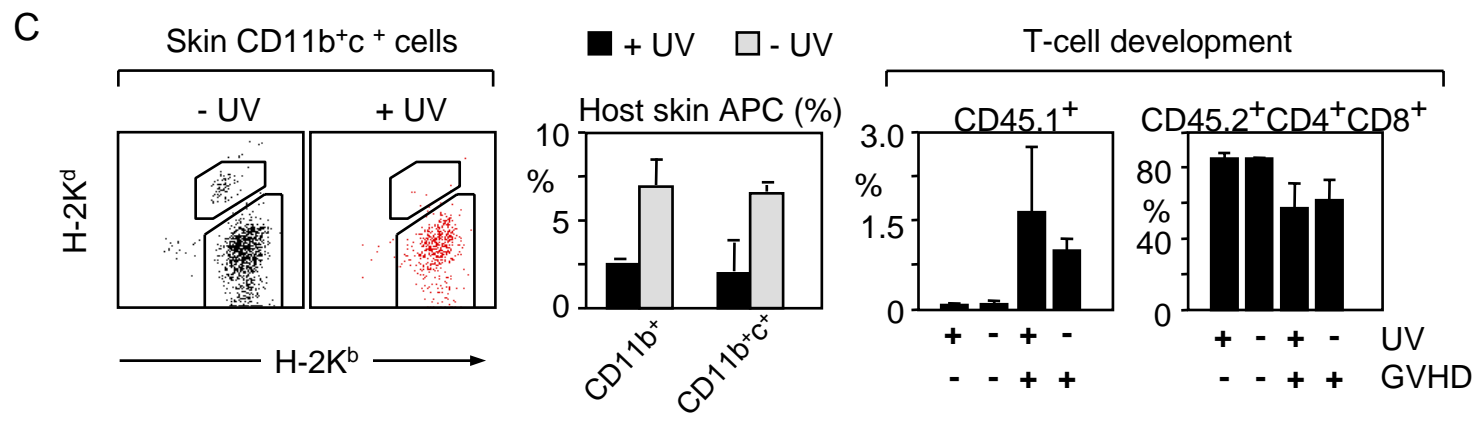 C
Skin CD11b⁺c ⁺ cells
- UV
+ UV
H-2Kᵈ
H-2Kᵇ
+ UV
- UV
Host skin APC (%)
%
10
5
0
CD11b⁺
CD11b⁺c⁺
T-cell development
CD45.1⁺
%
3.0
1.5
0
+ - + -
- - + +
CD45.2⁺CD4⁺CD8⁺
80
%
40
0
+ - + - UV
- - + + GVHD